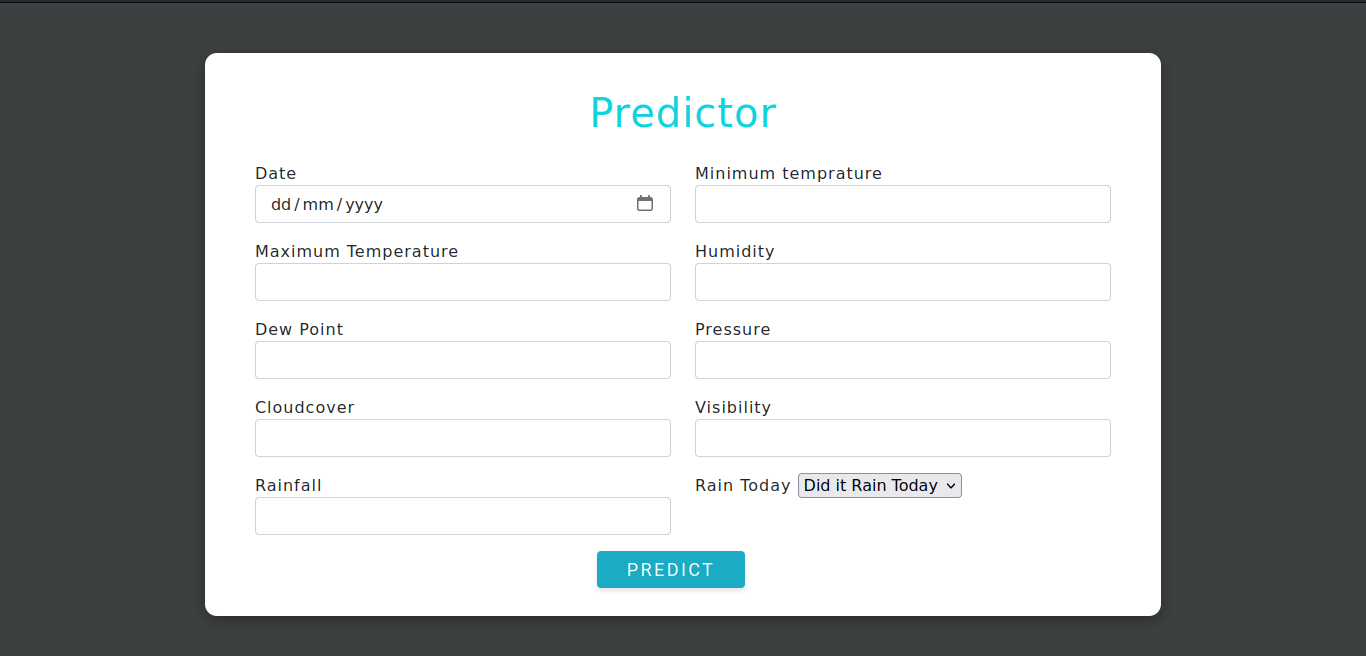 Predictor
Date
Minimum temprature
dd/mm/yyyy
Maximum Temperature
Humidity
Dew Point
Pressure
Cloudcover
Visibility
Rainfall
Rain Today Did it Rain Today
PREDICT